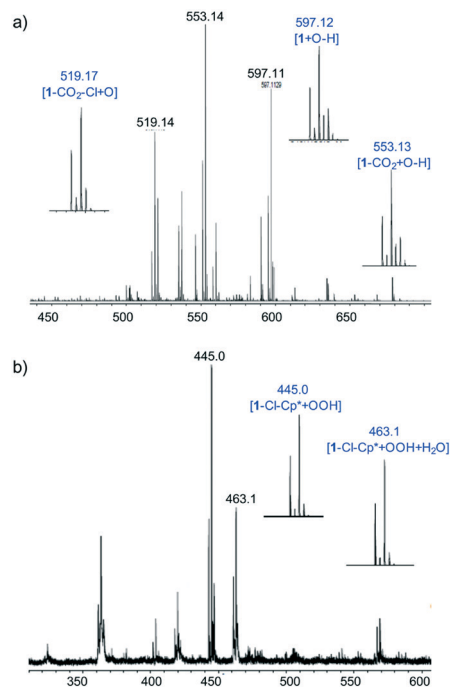 a)
553.14
597.12
[1+O-H]
519.17
[1-CO₂-Cl+O]
597.11
597.1129
519.14
553.13
[1-CO₂+O-H]
450 500 550 600 650
b)
445.0
445.0
[1-Cl-Cp*+OOH]
463.1
[1-Cl-Cp*+OOH+H₂O]
463.1
350 400 450 500 550 600